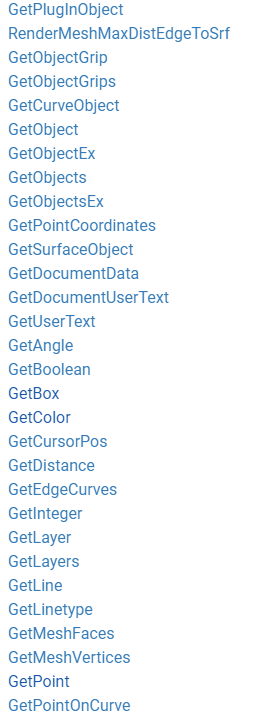 GetPlugInObject
RenderMeshMaxDistEdgeToSrf
GetObjectGrip
GetObjectGrips
GetCurveObject
GetObject
GetObjectEx
GetObjects
GetObjectsEx
GetPointCoordinates
GetSurfaceObject
GetDocumentData
GetDocumentUserText
GetUserText
GetAngle
GetBoolean
GetBox
GetColor
GetCursorPos
GetDistance
GetEdgeCurves
GetInteger
GetLayer
GetLayers
GetLine
GetLinetype
GetMeshFaces
GetMeshVertices
GetPoint
GetPointOnCurve